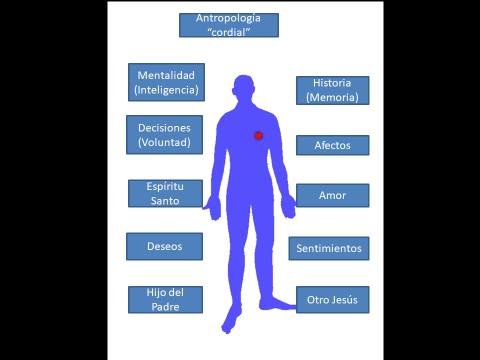 Antropología
"cordial"
Mentalidad
(Inteligencia)
Historia
(Memoria)
Decisiones
(Voluntad)
Afectos
Espíritu
Santo
Amor
Deseos
Sentimientos
Hijo del
Padre
Otro Jesús